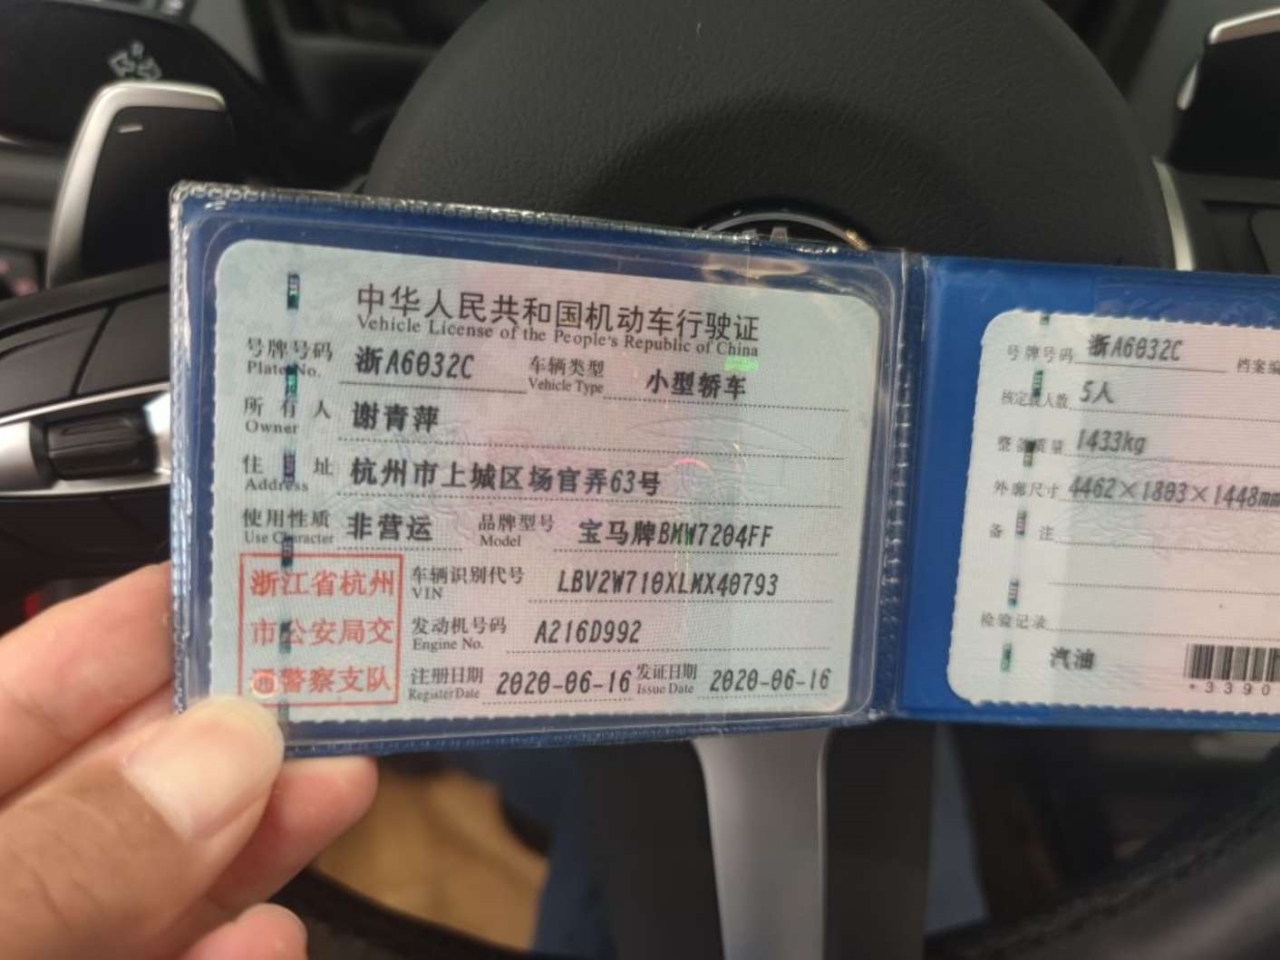 中华人民共和国机动车行驶证
Vehicle License of the People's Republic of China
号牌号码 浙A6032C 车辆类型 小型轿车
Plate No. Vehicle Type
所有人 谢青萍
Owner
住址 杭州市上城区场官弄63号
Address
使用性质 非营运 品牌型号 宝马牌BMW7204FF
Use Character Model
浙江省杭州
市公安局交
通警察支队
车辆识别代号 LBV2W710XLMX40793
VIN
发动机号码 A216D992
Engine No.
注册日期 2020-06-16 发证日期 2020-06-16
Register Date Issue Date
号牌号码 浙A6032C 档案编
核定载人数 5人
整备质量 1433kg
外廓尺寸 4462×1803×1448mm
备注
检验记录
汽油
*3390